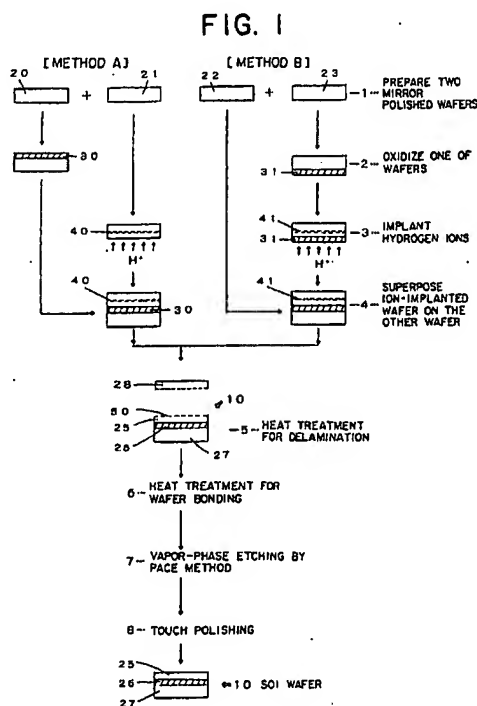 FIG. 1
[METHOD A] [METHOD B]
20 + 21 22 + 23
1-- PREPARE TWO MIRROR POLISHED WAFERS
30
31
2-- OXIDIZE ONE OF WAFERS
40
H+
41
31
H+
3-- IMPLANT HYDROGEN IONS
40
30
41
4-- SUPERPOSE ION-IMPLANTED WAFER ON THE OTHER WAFER
28
10
50
25
26
27
5-- HEAT TREATMENT FOR DELAMINATION
6-- HEAT TREATMENT FOR WAFER BONDING
7-- VAPOR-PHASE ETCHING BY PACE METHOD
8-- TOUCH POLISHING
25
26
27
10 SOI WAFER